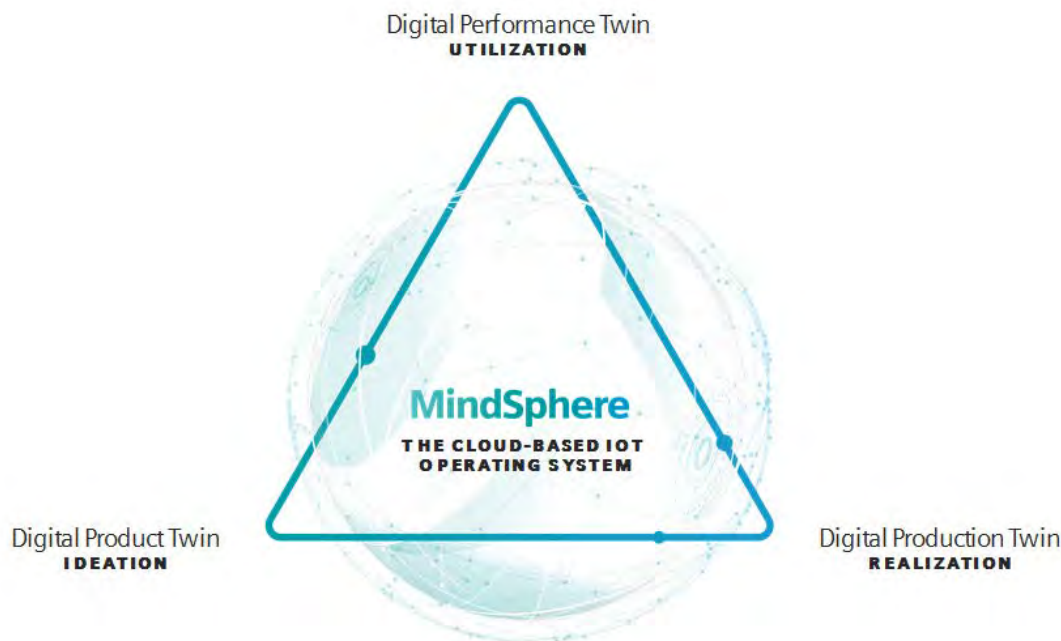 Digital Performance Twin
UTILIZATION
MindSphere
THE CLOUD-BASED IOT
OPERATING SYSTEM
Digital Product Twin
IDEATION
Digital Production Twin
REALIZATION